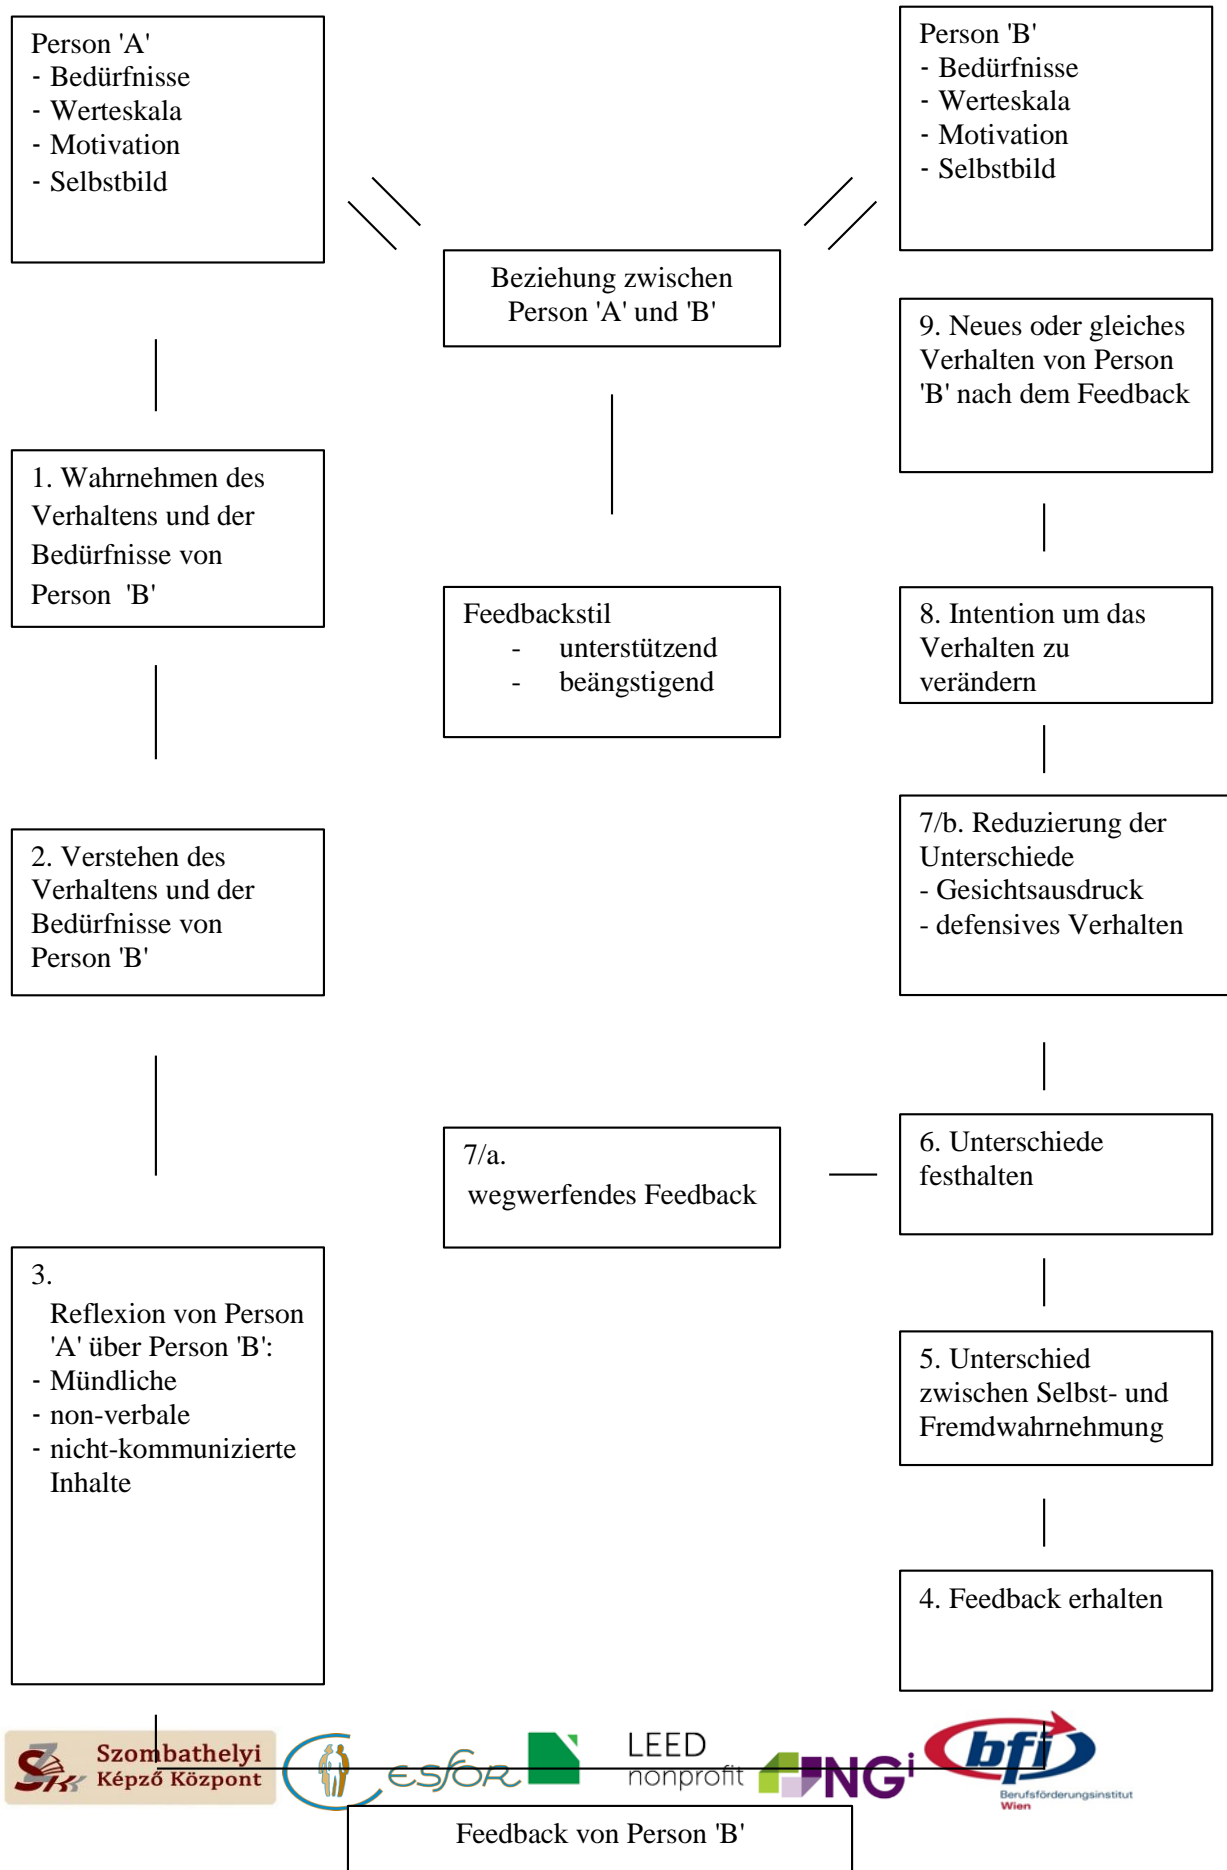 Person 'A'
- Bedürfnisse
- Werteskala
- Motivation
- Selbstbild
Person 'B'
- Bedürfnisse
- Werteskala
- Motivation
- Selbstbild
Beziehung zwischen
Person 'A' und 'B'
9. Neues oder gleiches
Verhalten von Person
'B' nach dem Feedback
1. Wahrnehmen des
Verhaltens und der
Bedürfnisse von
Person 'B'
Feedbackstil
- unterstützend
- beängstigend
8. Intention um das
Verhalten zu
verändern
2. Verstehen des
Verhaltens und der
Bedürfnisse von
Person 'B'
7/b. Reduzierung der
Unterschiede
- Gesichtsausdruck
- defensives Verhalten
7/a.
wegwerfendes Feedback
6. Unterschiede
festhalten
3.
Reflexion von Person
'A' über Person 'B':
- Mündliche
- non-verbale
- nicht-kommunizierte
Inhalte
5. Unterschied
zwischen Selbst- und
Fremdwahrnehmung
4. Feedback erhalten
Szombathelyi
Képző Központ
ESfOR
LEED
nonprofit
NGi
bfi
Berufsförderungsinstitut
Wien
Feedback von Person 'B'